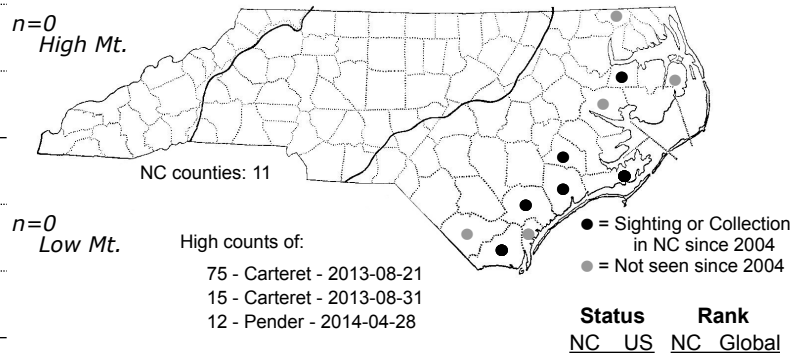 n=0
High Mt.
NC counties: 11
n=0
Low Mt.
High counts of:
75 - Carteret - 2013-08-21
15 - Carteret - 2013-08-31
12 - Pender - 2014-04-28
= Sighting or Collection
in NC since 2004
= Not seen since 2004
Status Rank
NC US NC Global